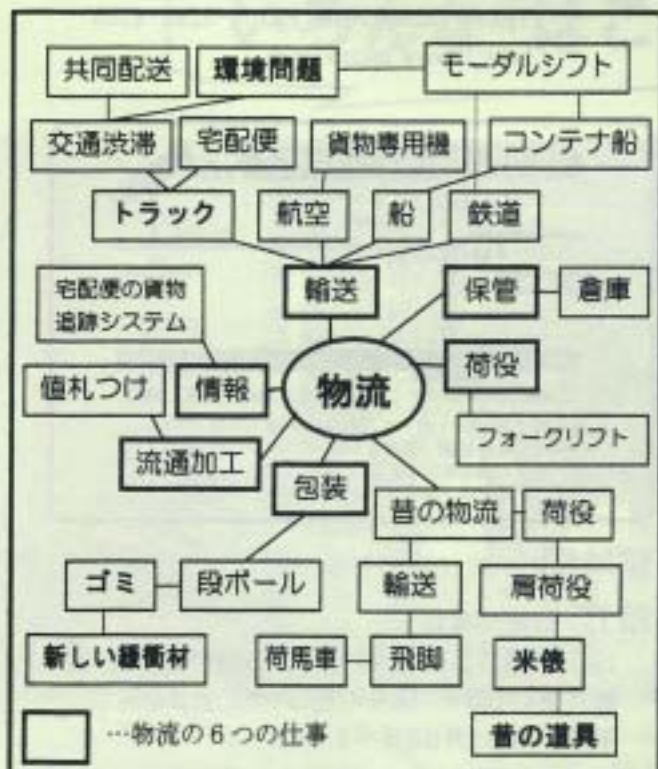 共同配送
環境問題
モーダルシフト
交通渋滞
宅配便
貨物専用機
コンテナ船
トラック
航空
船
鉄道
輸送
保管
倉庫
宅配便の貨物
追跡システム
情報
物流
荷役
値札つけ
フォークリフト
流通加工
包装
昔の物流
荷役
ゴミ
段ボール
輸送
肩荷役
新しい緩衝材
荷馬車
飛脚
米俵
…物流の6つの仕事
昔の道具